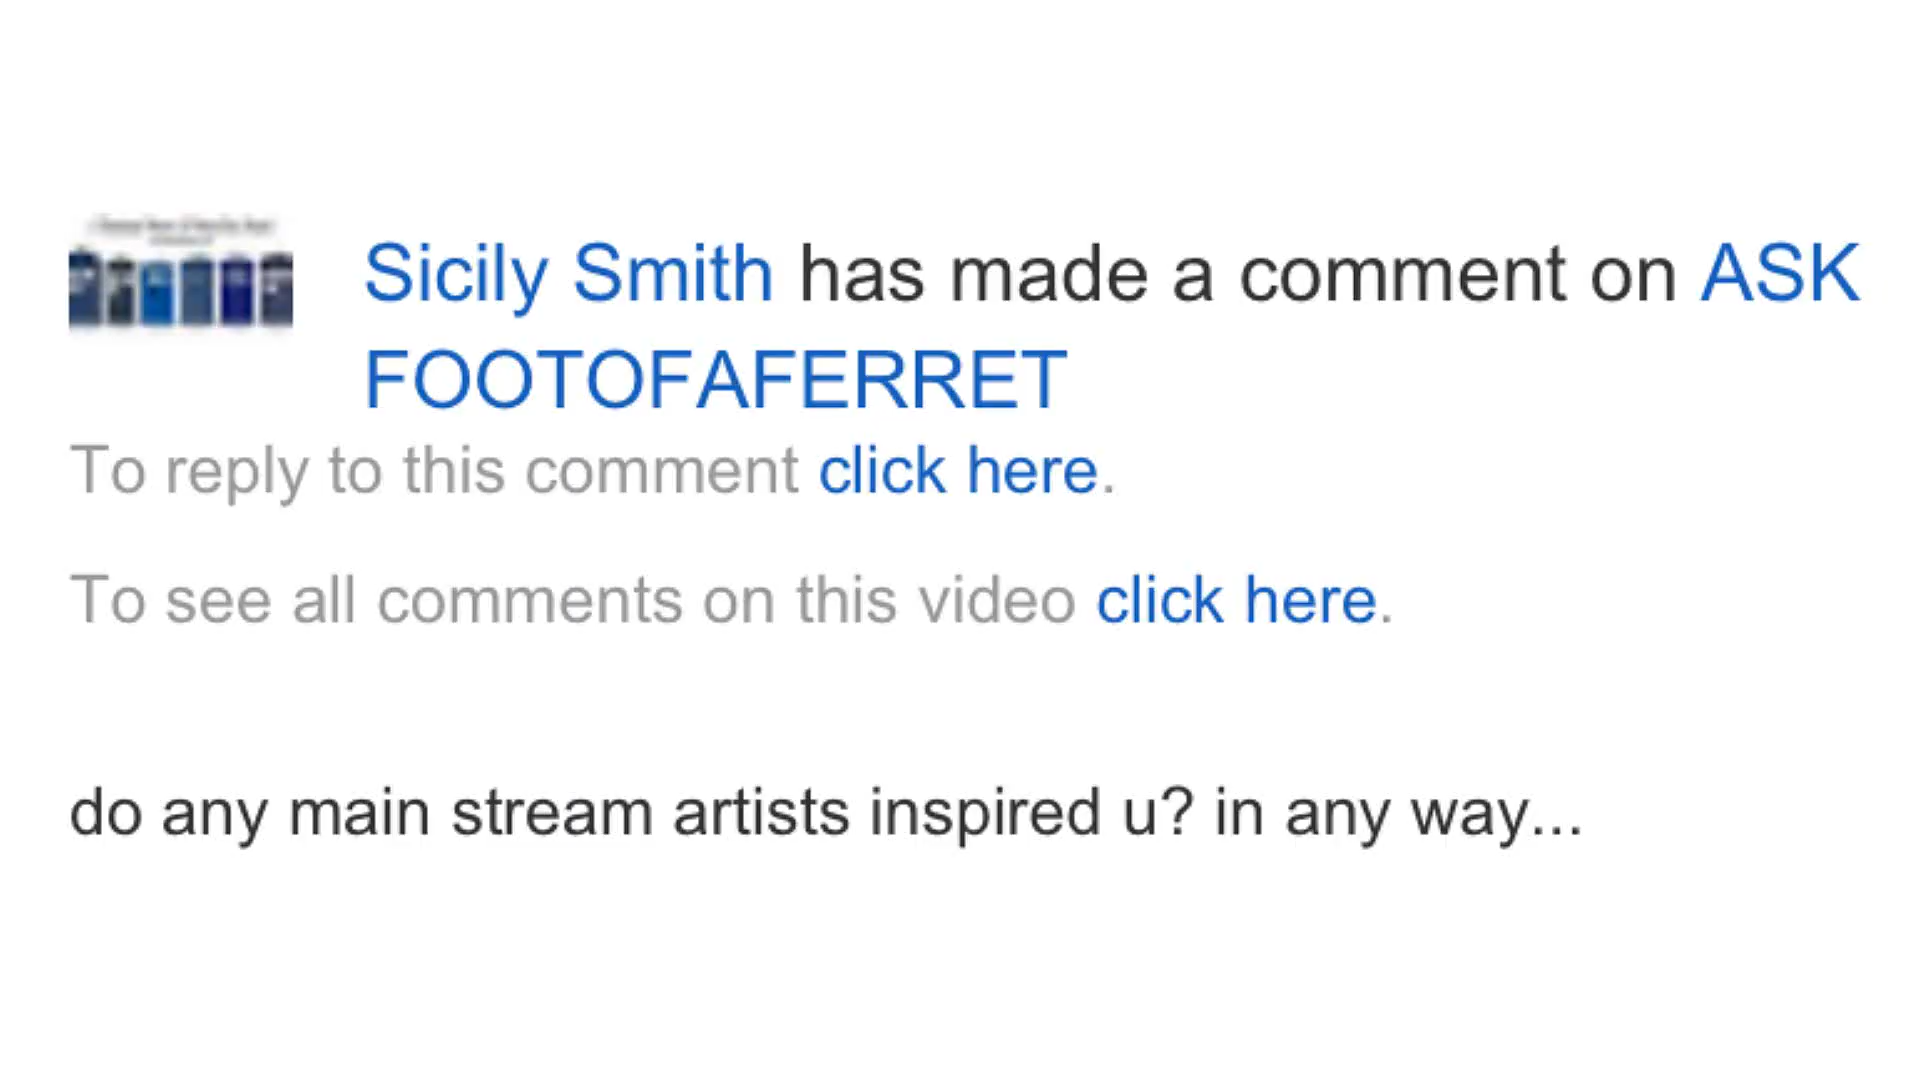 Sicily Smith has made a comment on ASK
FOOTOFAFERRET
To reply to this comment click here.
To see all comments on this video click here.
do any main stream artists inspired u? in any way...